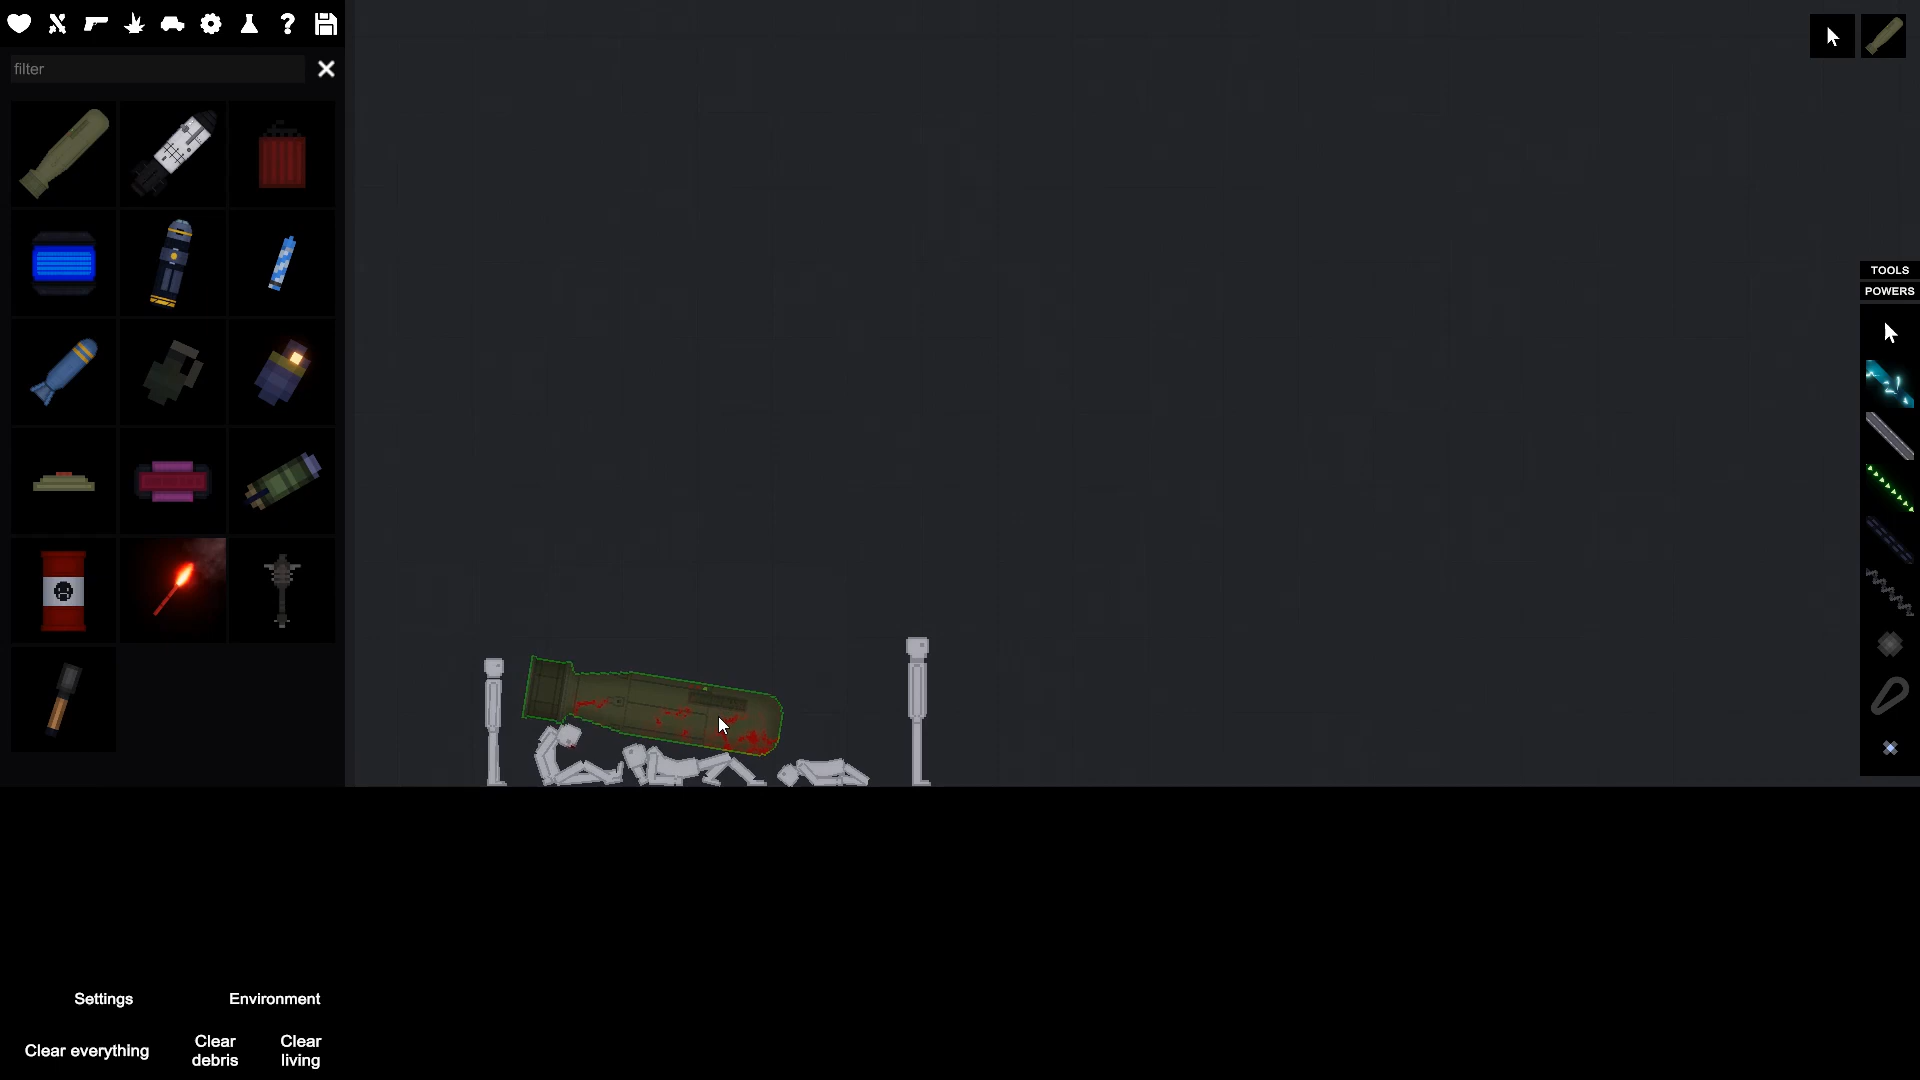 filter
TOOLS
POWERS
Settings
Environment
Clear everything
Clear
debris
Clear
living